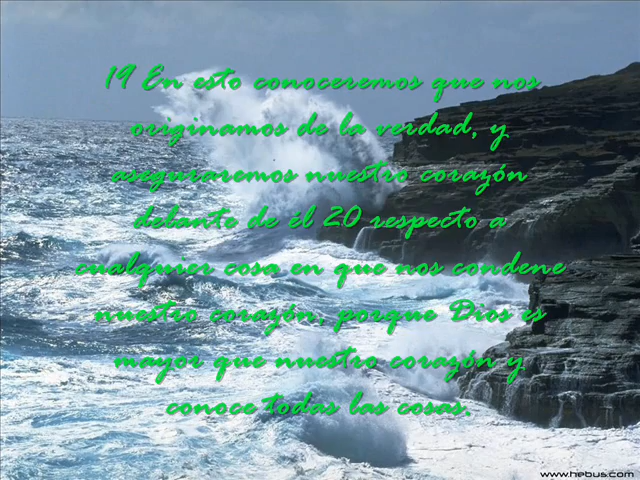 19 En esto conoceremos que nos
originamos de la verdad, y
aseguraremos nuestro corazón
delante de él 20 respecto a
cualquier cosa en que nos condene
nuestro corazón, porque Dios es
mayor que nuestro corazón y
conoce todas las cosas.
www.hebus.com